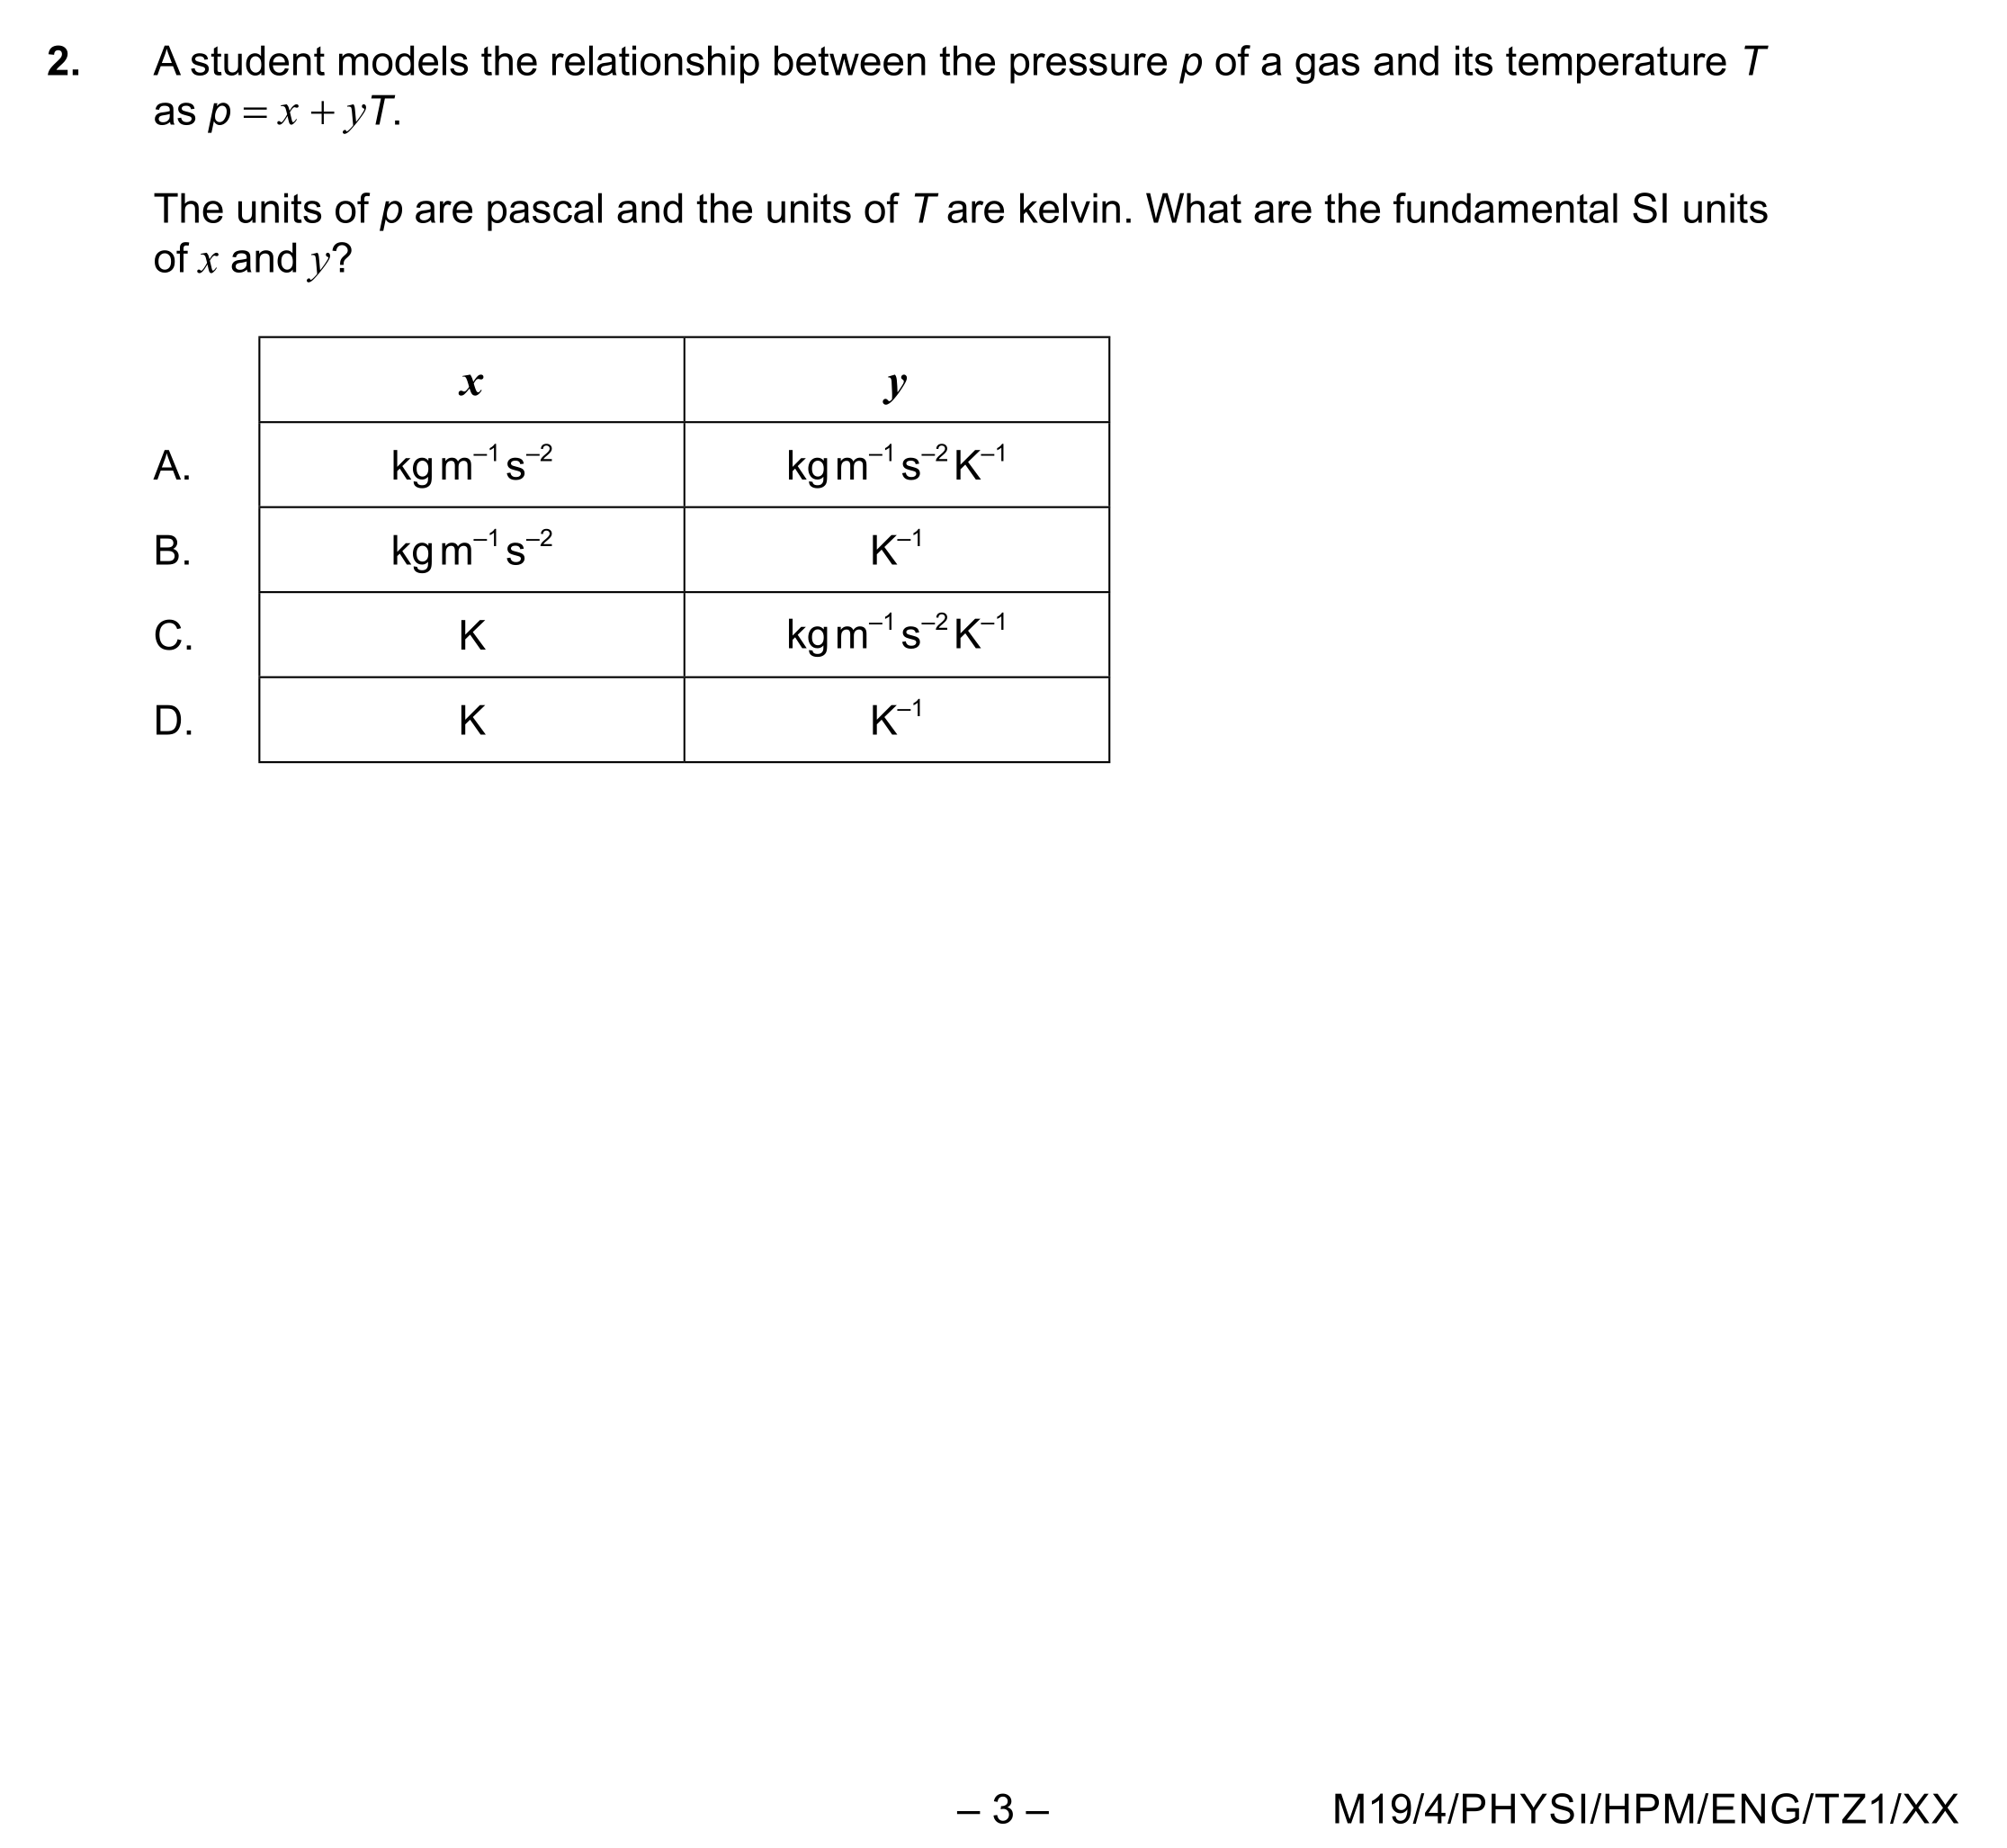 2. A student models the relationship between the pressure p of a gas and its temperature T
as p = x + yT.
The units of p are pascal and the units of T are kelvin. What are the fundamental SI units
of x and y?
x y
A. kg m⁻¹ s⁻² kg m⁻¹ s⁻² K⁻¹
B. kg m⁻¹ s⁻² K⁻¹
C. K kg m⁻¹ s⁻² K⁻¹
D. K K⁻¹
– 3 – M19/4/PHYSI/HPM/ENG/TZ1/XX